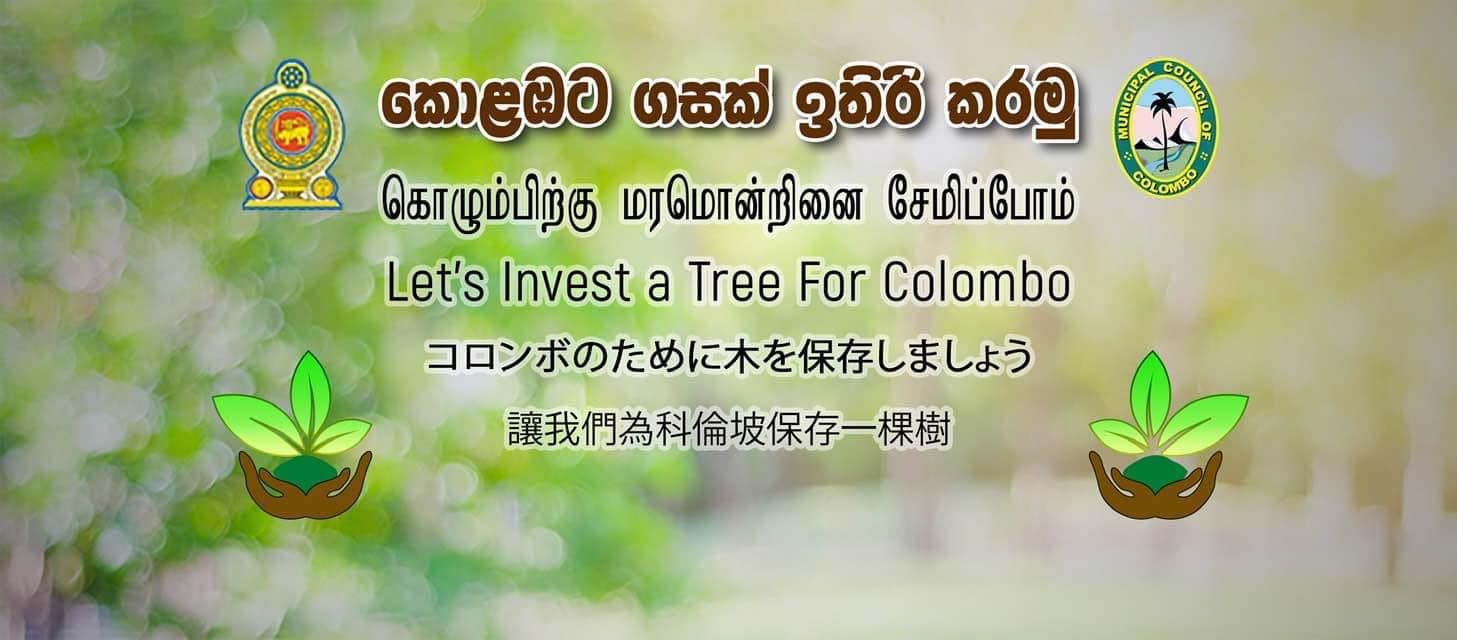 කොළඹට ගසක් ඉතිරි කරමු
கொழும்பிற்கு மரமொன்றினை சேமிப்போம்
Let's Invest a Tree For Colombo
コロンボのために木を保存しましょう
讓我們為科倫坡保存一棵樹
MUNICIPAL COUNCIL OF COLOMBO